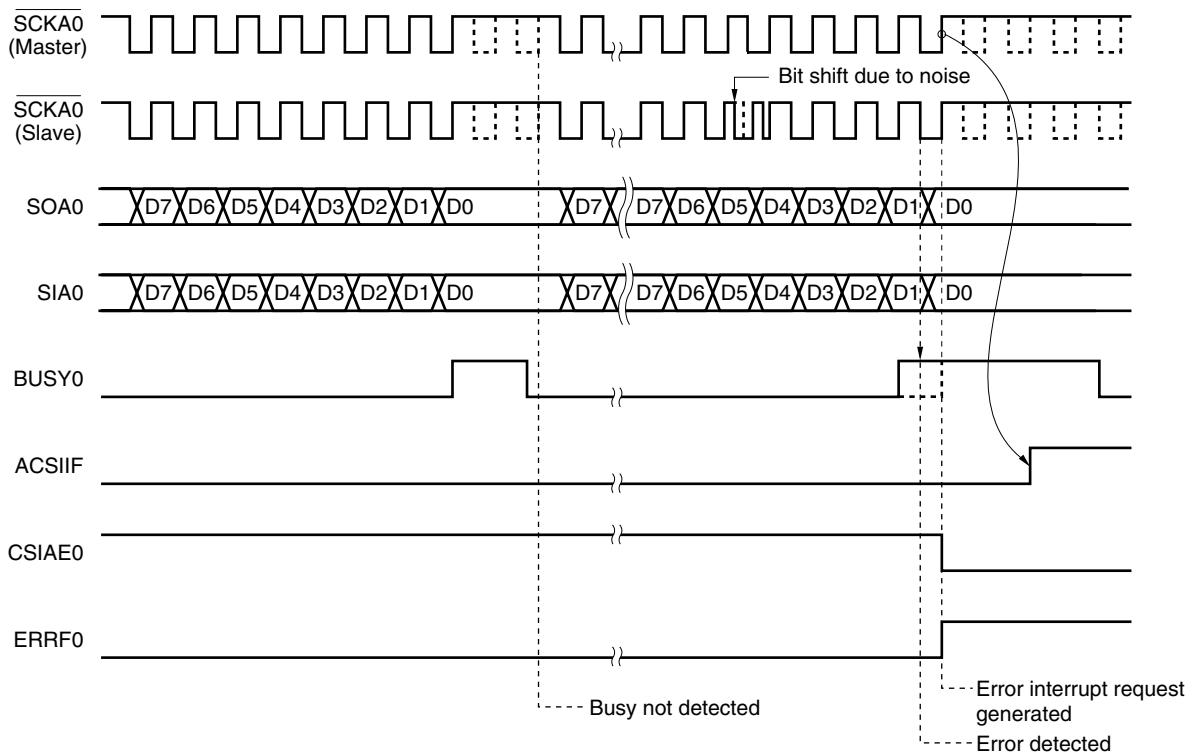 SCKA0
(Master)
Bit shift due to noise
SCKA0
(Slave)
SOA0 D7 D6 D5 D4 D3 D2 D1 D0 D7 D7 D6 D5 D4 D3 D2 D1 D0
SIA0 D7 D6 D5 D4 D3 D2 D1 D0 D7 D7 D6 D5 D4 D3 D2 D1 D0
BUSY0
ACSIIF
CSIAE0
ERRF0
Busy not detected
Error interrupt request
generated
Error detected